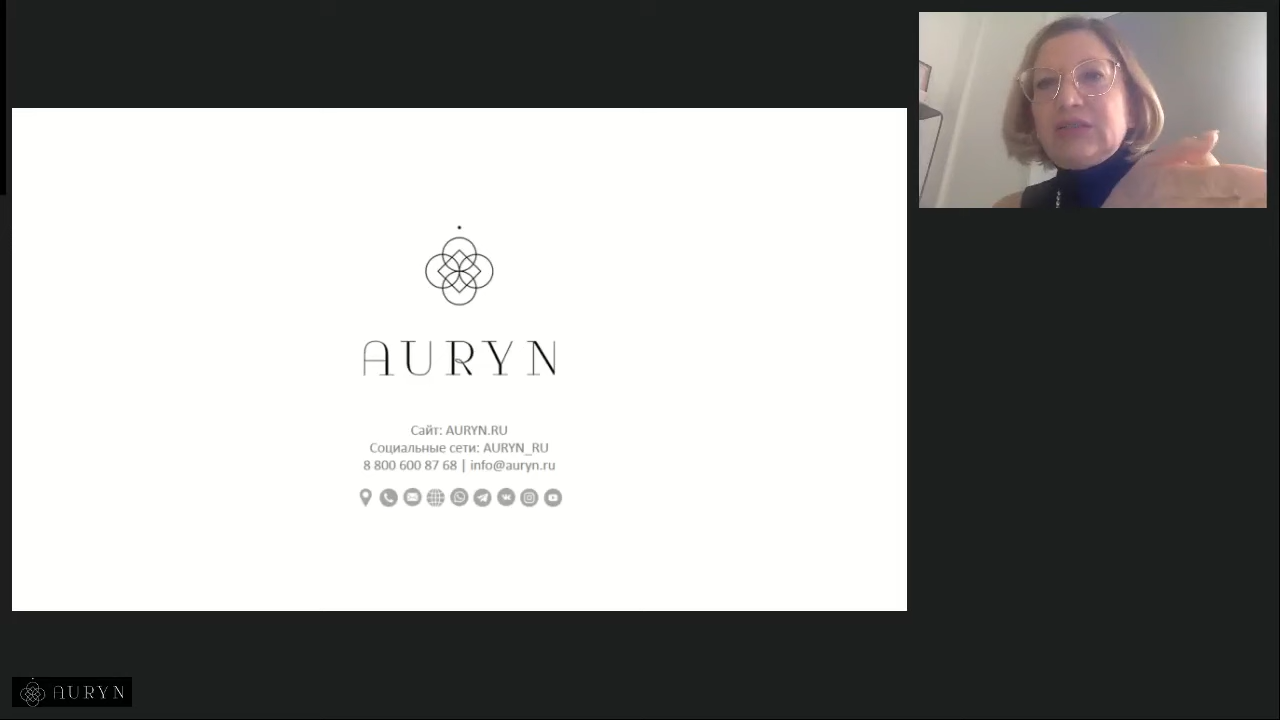 AURYN
Сайт: AURYN.RU
Социальные сети: AURYN_RU
8 800 600 87 68 | info@auryn.ru
AURYN